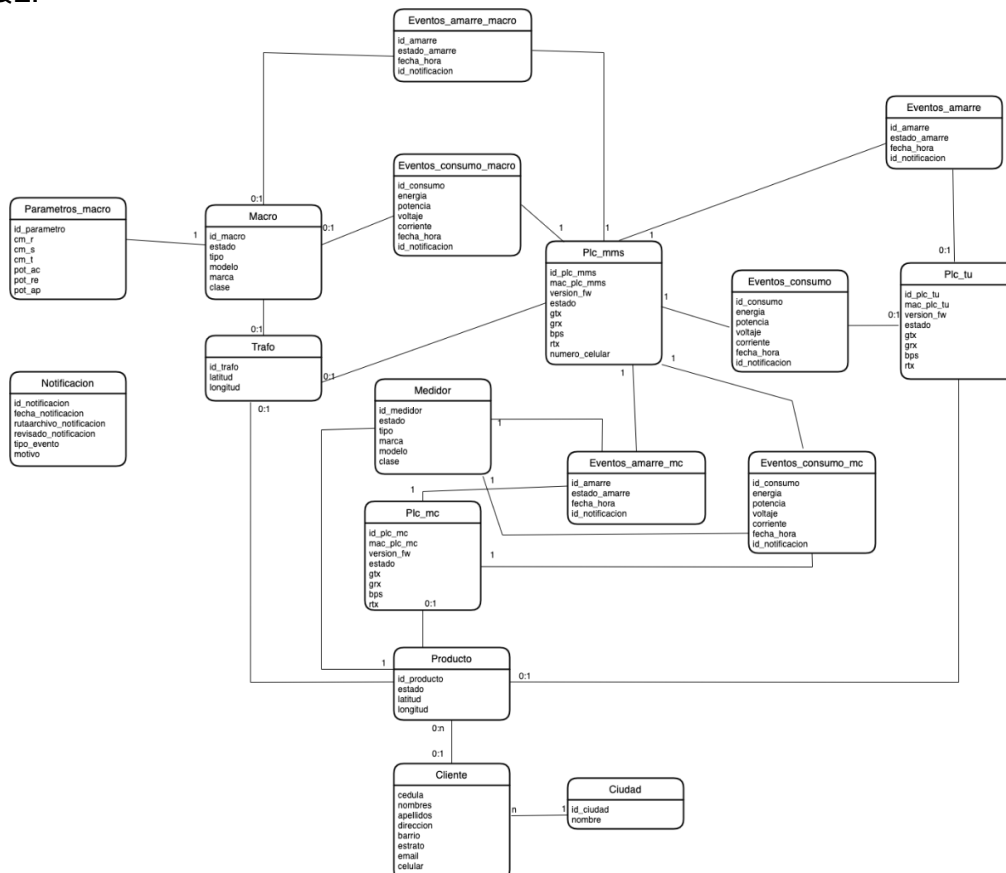 Eventos_amarre_macro
id_amarre
estado_amarre
fecha_hora
id_notificacion
Eventos_amarre
id_amarre
estado_amarre
fecha_hora
id_notificacion
Eventos_consumo_macro
id_consumo
energia
potencia
voltaje
corriente
fecha_hora
id_notificacion
Parametros_macro
id_parametro
cm_r
cm_s
cm_t
pot_ac
pot_re
pot_ap
1
0:1
Macro
id_macro
estado
tipo
modelo
marca
clase
0:1
0:1
1
1
1
Plc_mms
id_plc_mms
mac_plc_mms
version_fw
estado
gtx
grx
bps
rtx
numero_celular
1
1
1
Eventos_consumo
id_consumo
energia
potencia
voltaje
corriente
fecha_hora
id_notificacion
0:1
0:1
Plc_tu
id_plc_tu
mac_plc_tu
version_fw
estado
gtx
grx
bps
rtx
Trafo
id_trafo
latitud
longitud
0:1
0:1
Notificacion
id_notificacion
fecha_notificacion
rutaarchivo_notificacion
revisado_notificacion
tipo_evento
motivo
Medidor
id_medidor
estado
tipo
marca
modelo
clase
1
Eventos_amarre_mc
id_amarre
estado_amarre
fecha_hora
id_notificacion
Eventos_consumo_mc
id_consumo
energia
potencia
voltaje
corriente
fecha_hora
id_notificacion
1
1
Plc_mc
id_plc_mc
mac_plc_mc
version_fw
estado
gtx
grx
bps
rtx
1
0:1
1
Producto
id_producto
estado
latitud
longitud
0:1
0:n
0:1
Cliente
cedula
nombres
apellidos
direccion
barrio
estrato
email
celular
n
1
Ciudad
id_ciudad
nombre